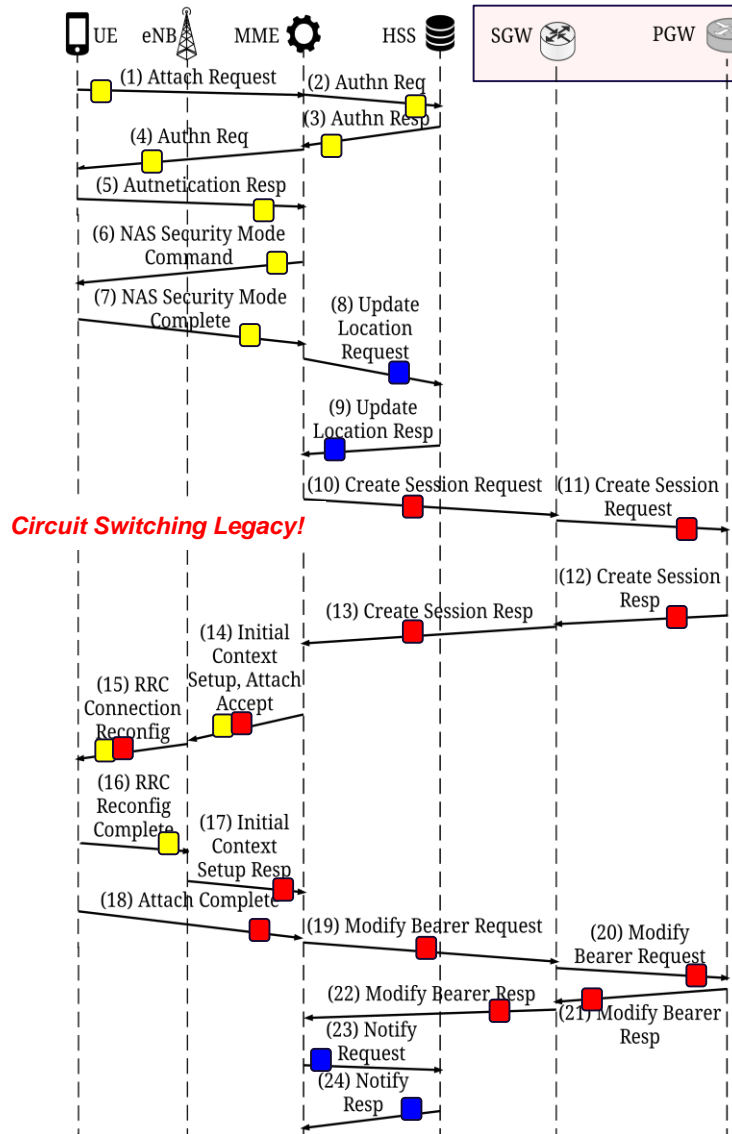 UE
eNB
MME
HSS
SGW
PGW
(1) Attach Request
(2) Authn Req
(3) Authn Resp
(4) Authn Req
(5) Autnetication Resp
(6) NAS Security Mode
Command
(7) NAS Security Mode
Complete
(8) Update
Location
Request
(9) Update
Location Resp
(10) Create Session Request
(11) Create Session
Request
Circuit Switching Legacy!
(12) Create Session
Resp
(13) Create Session Resp
(14) Initial
Context
Setup, Attach
Accept
(15) RRC
Connection
Reconfig
(16) RRC
Reconfig
Complete
(17) Initial
Context
Setup Resp
(18) Attach Complete
(19) Modify Bearer Request
(20) Modify
Bearer Request
(21) Modify Bearer
Resp
(22) Modify Bearer Resp
(23) Notify
Request
(24) Notify
Resp